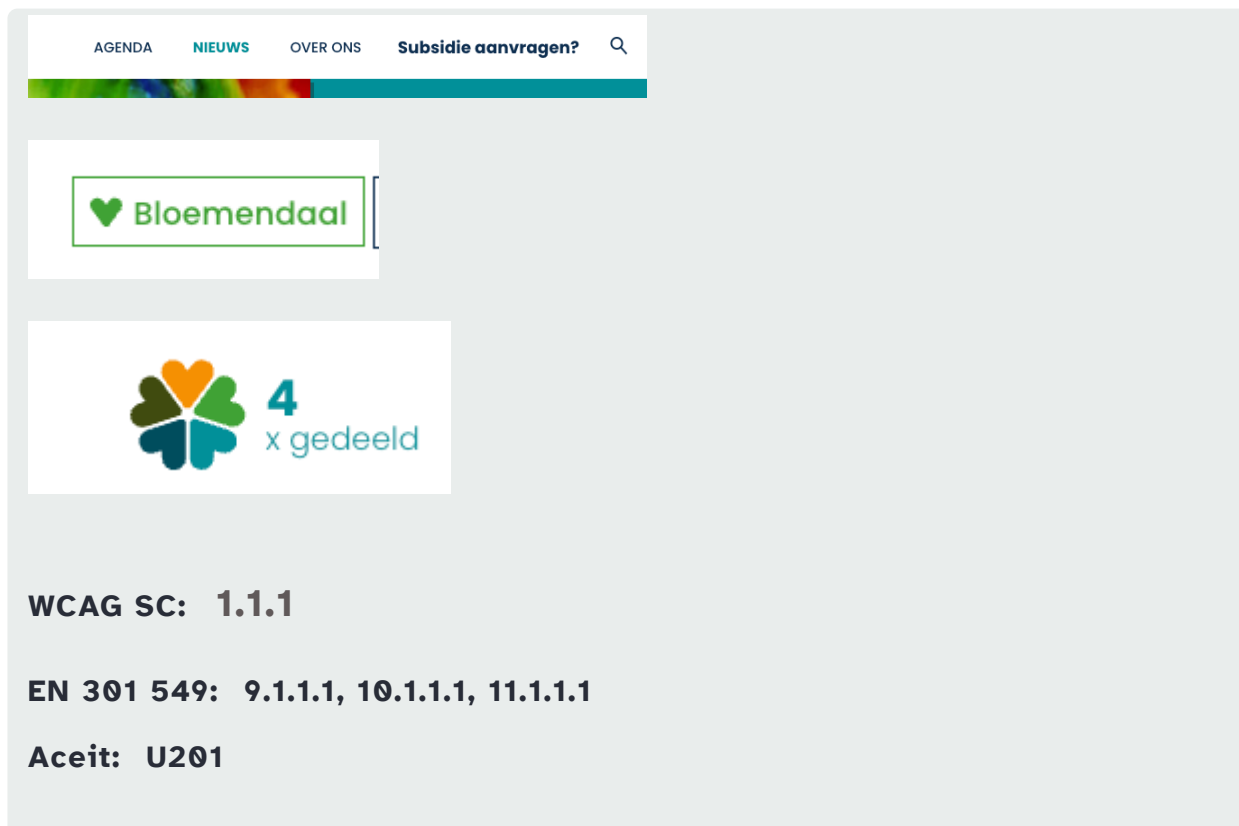 AGENDA NIEUWS OVER ONS Subsidie aanvragen?
Bloemendaal
4
x gedeeld
WCAG SC: 1.1.1
EN 301 549: 9.1.1.1, 10.1.1.1, 11.1.1.1
Aceit: U201